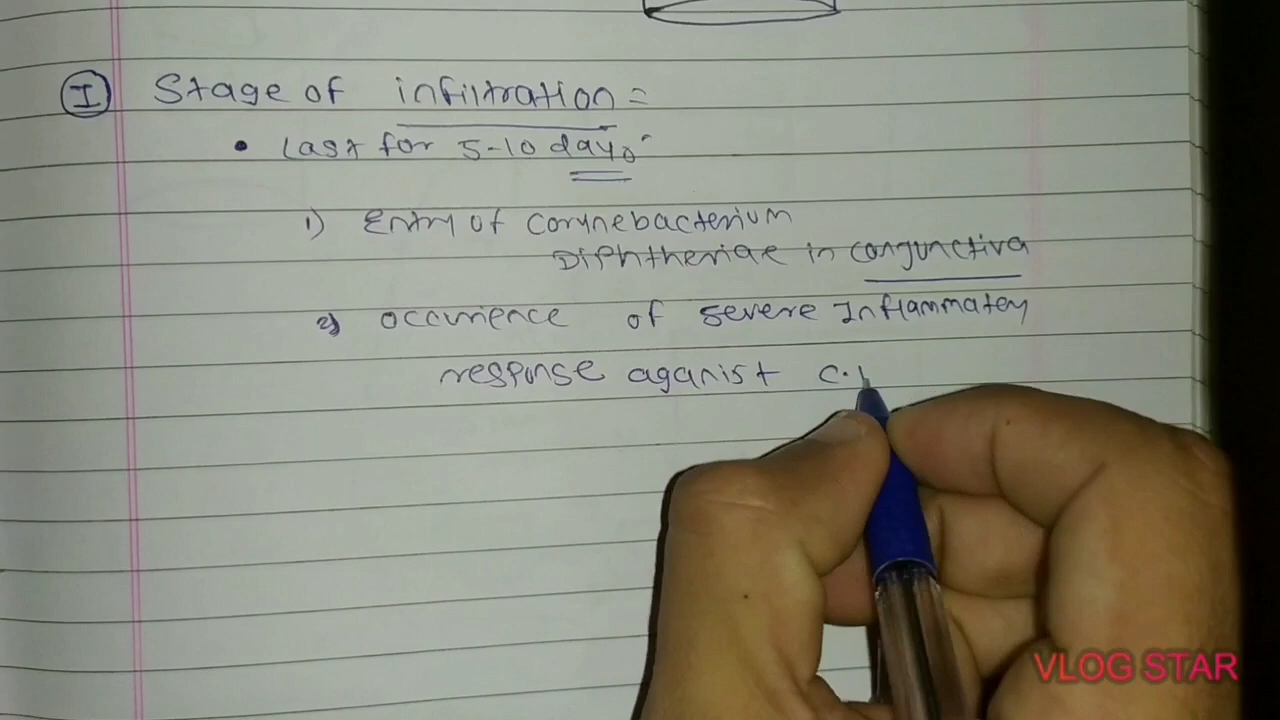 I Stage of infiltration =
• Last for 5-10 days
1) Entry of corynebacterium
Diphtheriae in conjunctiva
2) occurrence of severe Inflammatory
response aganist c.
VLOG STAR